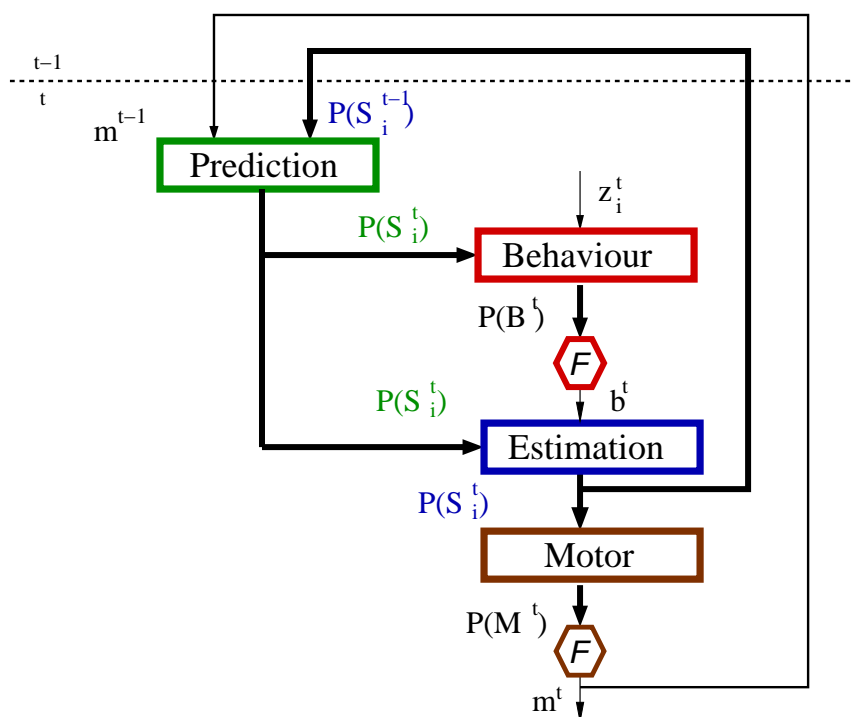 t–1
t
m^{t–1}
P(S_i^{t–1})
Prediction
z_i^t
P(S_i^t)
Behaviour
P(B^t)
F
P(S_i^t)
b^t
Estimation
P(S_i^t)
Motor
P(M^t)
F
m^t